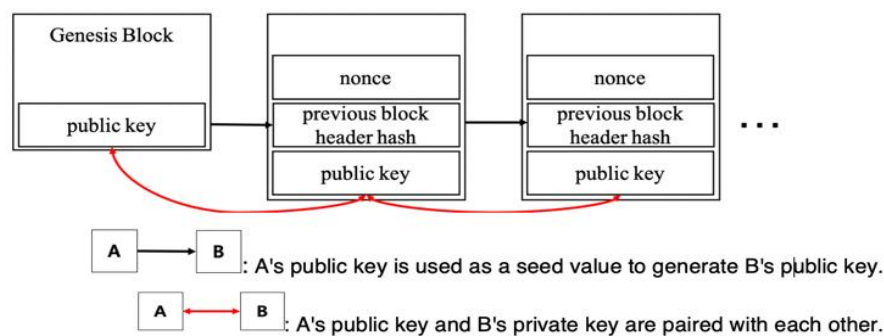 Genesis Block
public key
nonce
previous block
header hash
public key
nonce
previous block
header hash
public key
...
A B : A's public key is used as a seed value to generate B's public key.
A B : A's public key and B's private key are paired with each other.